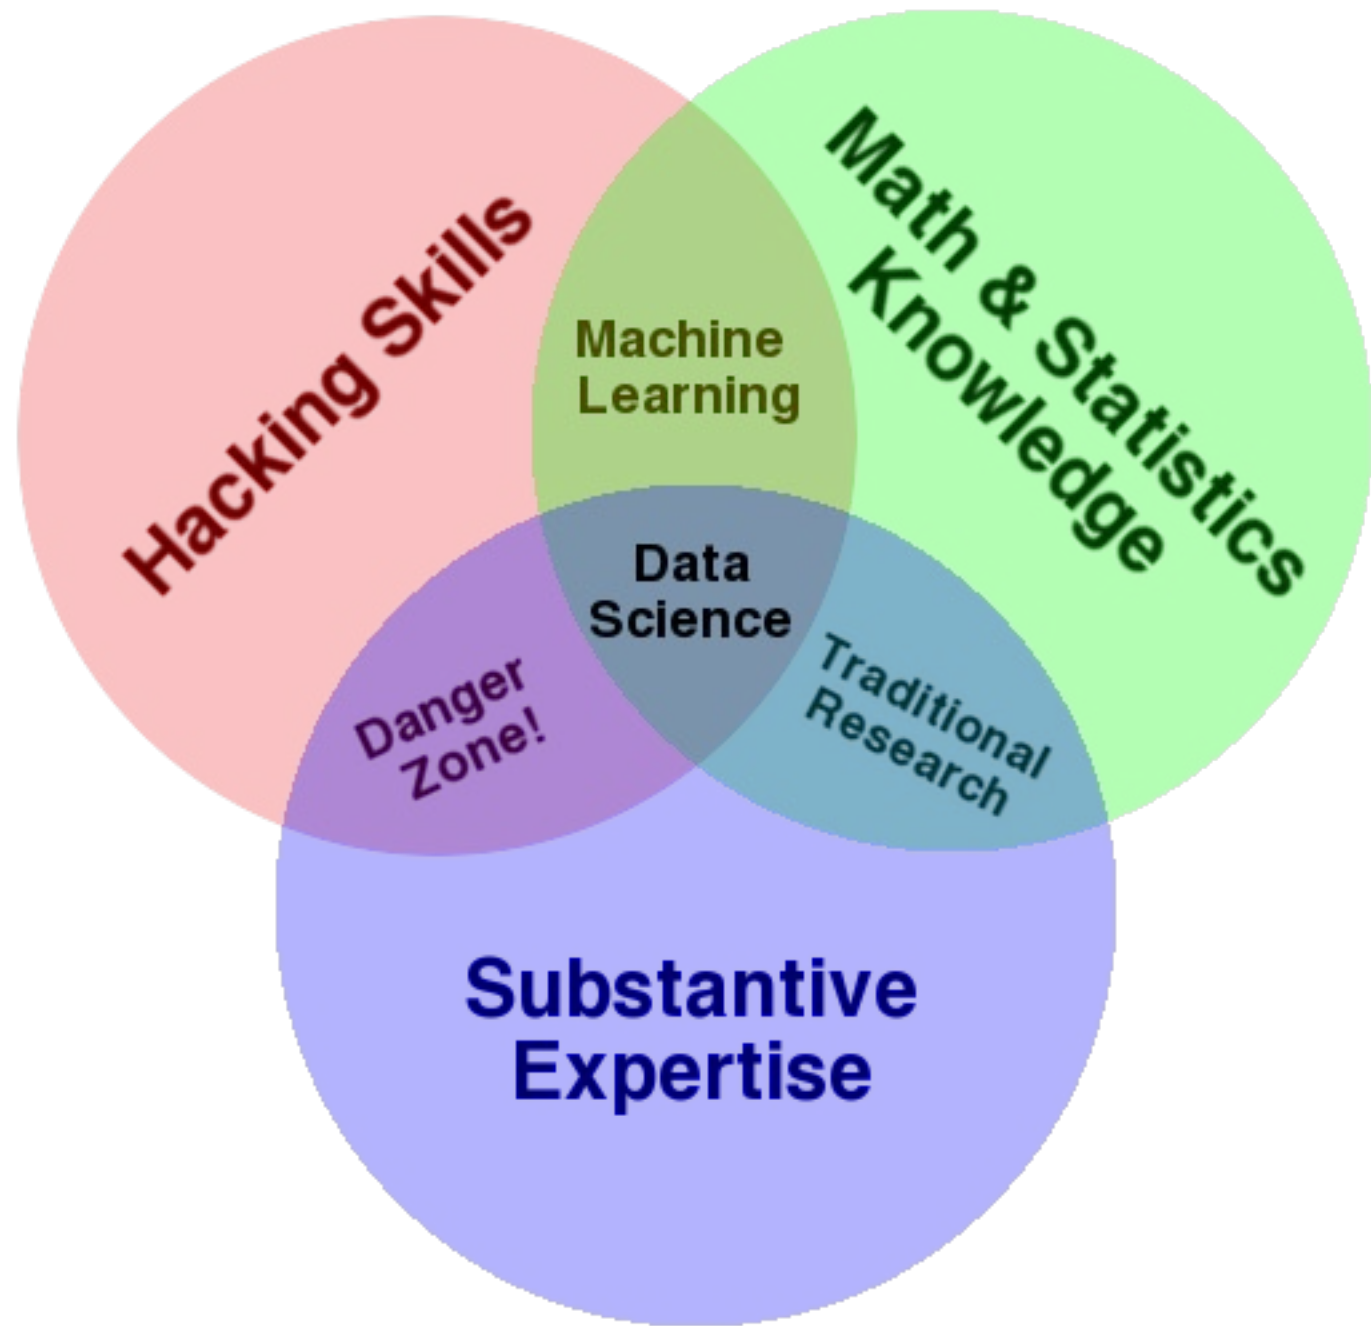 Hacking Skills
Math & Statistics
Knowledge
Machine
Learning
Data
Science
Danger
Zone!
Traditional
Research
Substantive
Expertise